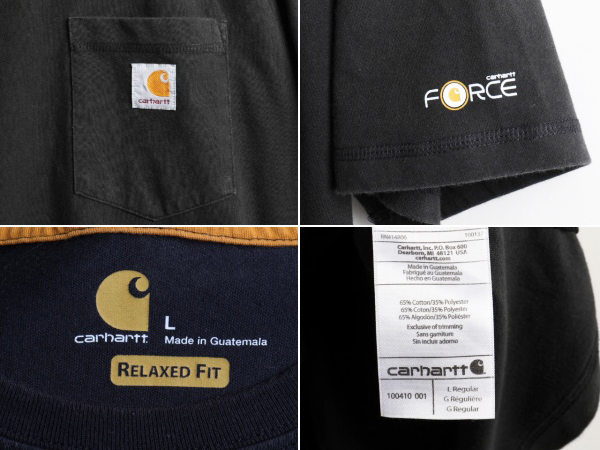 carhartt
carhartt
FORCE
carhartt
L
Made in Guatemala
RELAXED FIT
RN#14806
Carhartt, Inc. P.O. Box 600
Dearborn, MI 48121 USA
carhartt.com
Made in Guatemala
Fabriqué au Guatemala
Hecho en Guatemala
65% Cotton/35% Polyester
65% Coton/35% Polyester
65% Algodón/35% Poliéster
Exclusive of trimming
Sans garniture
Sin incluir adorno
carhartt
100410 001
L Regular
G Régulière
G Regular